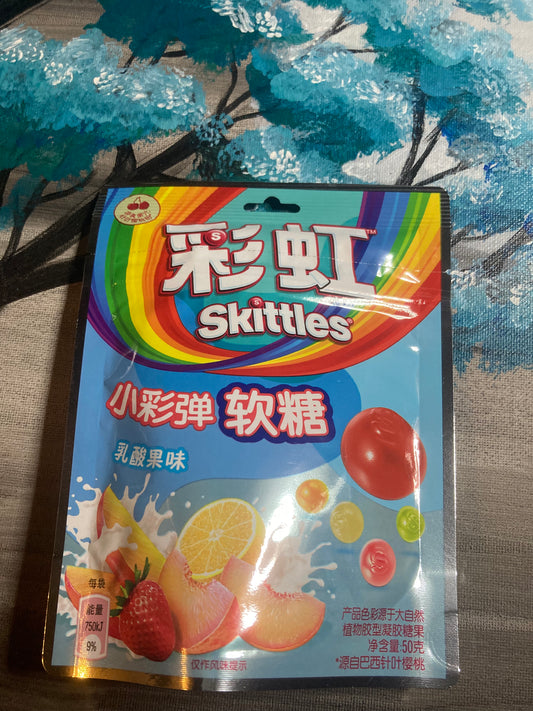 彩虹
TM
Skittles
小彩弹 软糖
乳酸果味
每袋
能量
750kJ
9%
产品色彩源于大自然
植物胶型凝胶糖果
净含量:50克
*源自巴西针叶樱桃
仅作风味提示